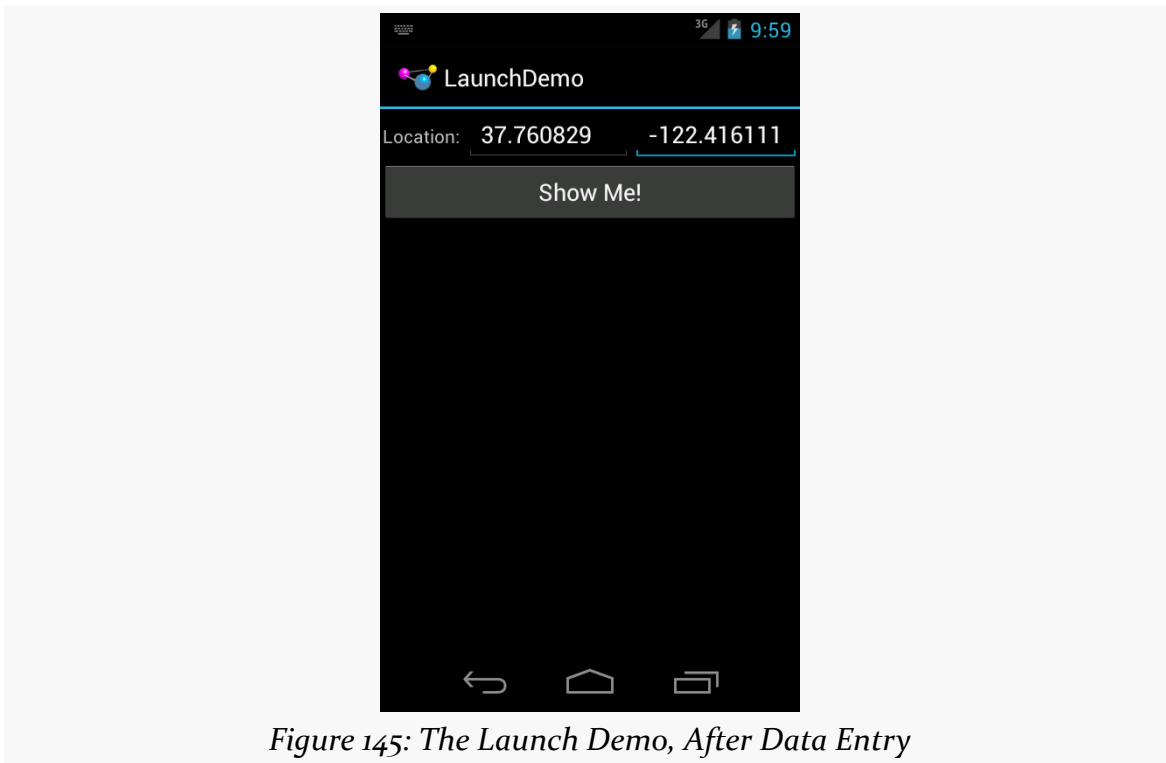 3G 9:59
LaunchDemo
Location: 37.760829 -122.416111
Show Me!
Figure 145: The Launch Demo, After Data Entry